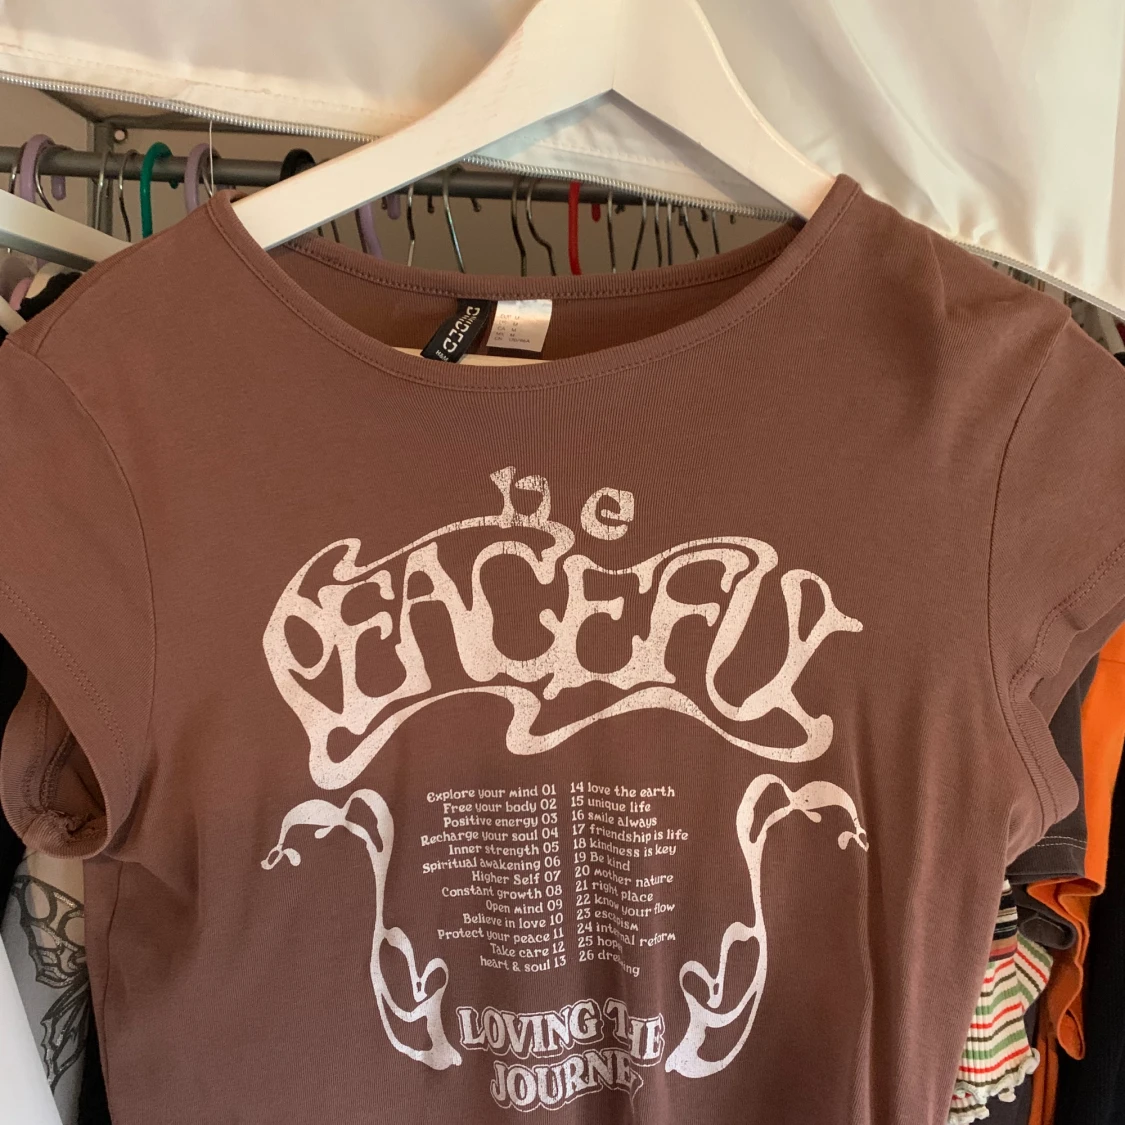 DIVIDED
H&M
be
PEACEFUL
Explore your mind 01
Free your body 02
Positive energy 03
Recharge your soul 04
Inner strength 05
Spiritual awakening 06
Higher Self 07
Constant growth 08
Open mind 09
Believe in love 10
Protect your peace 11
Take care 12
heart & soul 13
14 love the earth
15 unique life
16 smile always
17 friendship is life
18 kindness is key
19 Be kind
20 mother nature
21 right place
22 know your flow
23 escapism
24 internal reform
25 hope
26
LOVING THE
JOURNEY